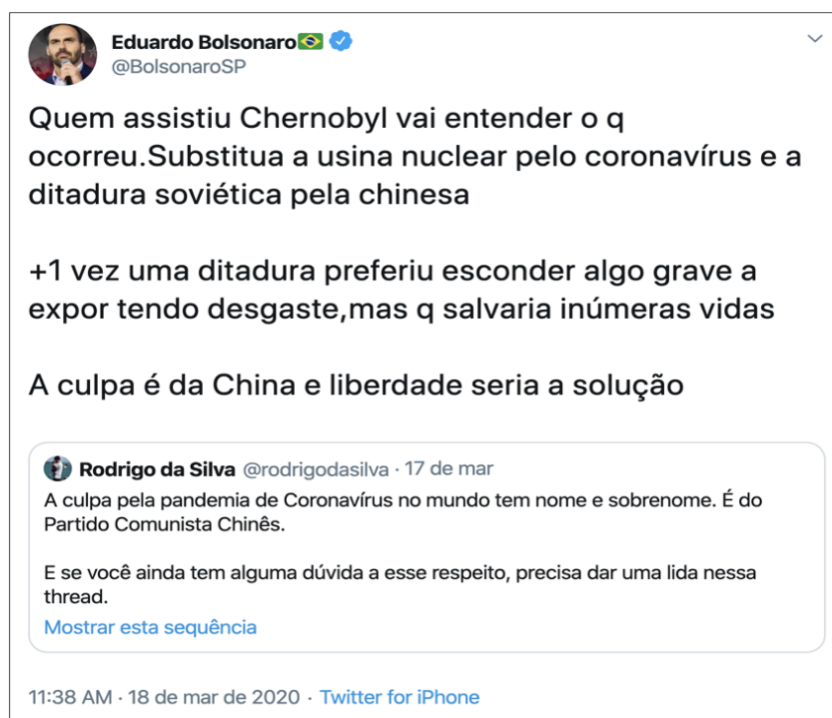 Eduardo Bolsonaro🇧🇷
@BolsonaroSP
Quem assistiu Chernobyl vai entender o q
ocorreu.Substitua a usina nuclear pelo coronavírus e a
ditadura soviética pela chinesa
+1 vez uma ditadura preferiu esconder algo grave a
expor tendo desgaste,mas q salvaria inúmeras vidas
A culpa é da China e liberdade seria a solução
Rodrigo da Silva @rodrigodasilva · 17 de mar
A culpa pela pandemia de Coronavírus no mundo tem nome e sobrenome. É do
Partido Comunista Chinês.
E se você ainda tem alguma dúvida a esse respeito, precisa dar uma lida nessa
thread.
Mostrar esta sequência
11:38 AM · 18 de mar de 2020 · Twitter for iPhone